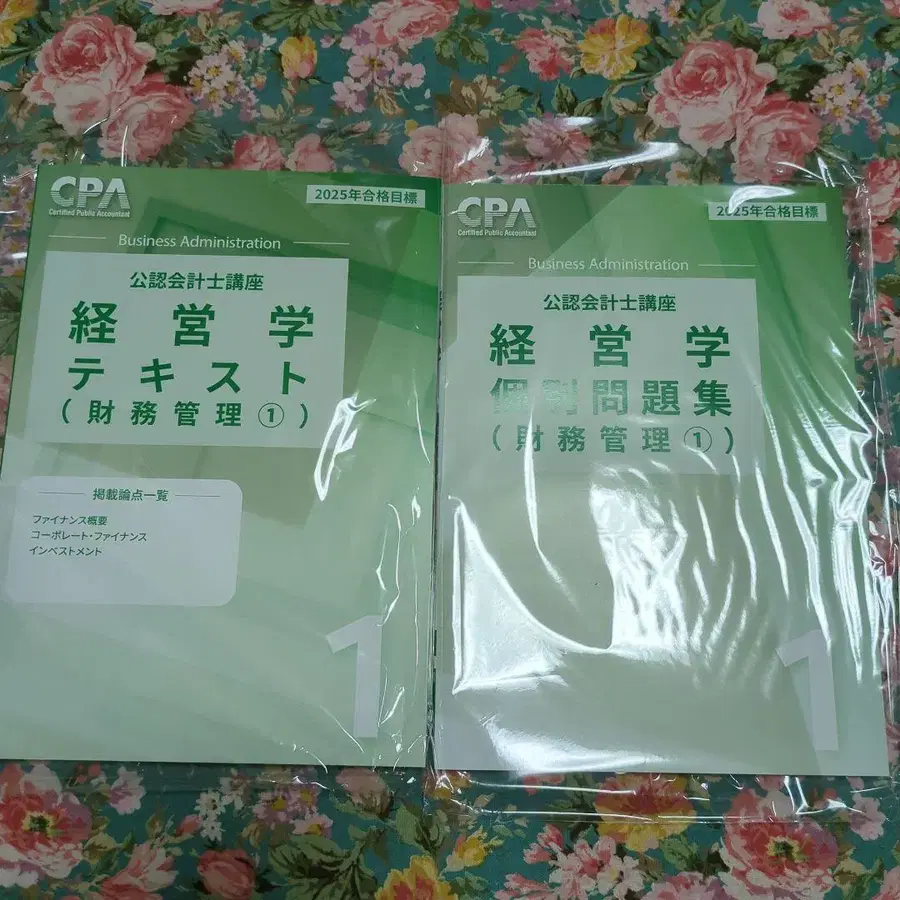 CPA
Certified Public Accountant
2025年合格目標
Business Administration
公認会計士講座
経営学
テキスト
(財務管理①)
掲載論点一覧
ファイナンス概要
コーポレート・ファイナンス
インベストメント
1
CPA
Certified Public Accountant
2025年合格目標
Business Administration
公認会計士講座
経営学
個別問題集
(財務管理①)
1